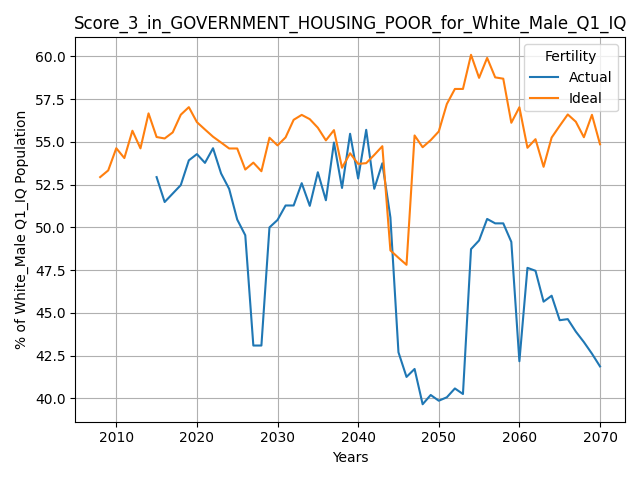 Score_3_in_GOVERNMENT_HOUSING_POOR_for_White_Male_Q1_IQ
Fertility
Actual
Ideal
% of White_Male Q1_IQ Population
60.0
57.5
55.0
52.5
50.0
47.5
45.0
42.5
40.0
2010 2020 2030 2040 2050 2060 2070
Years